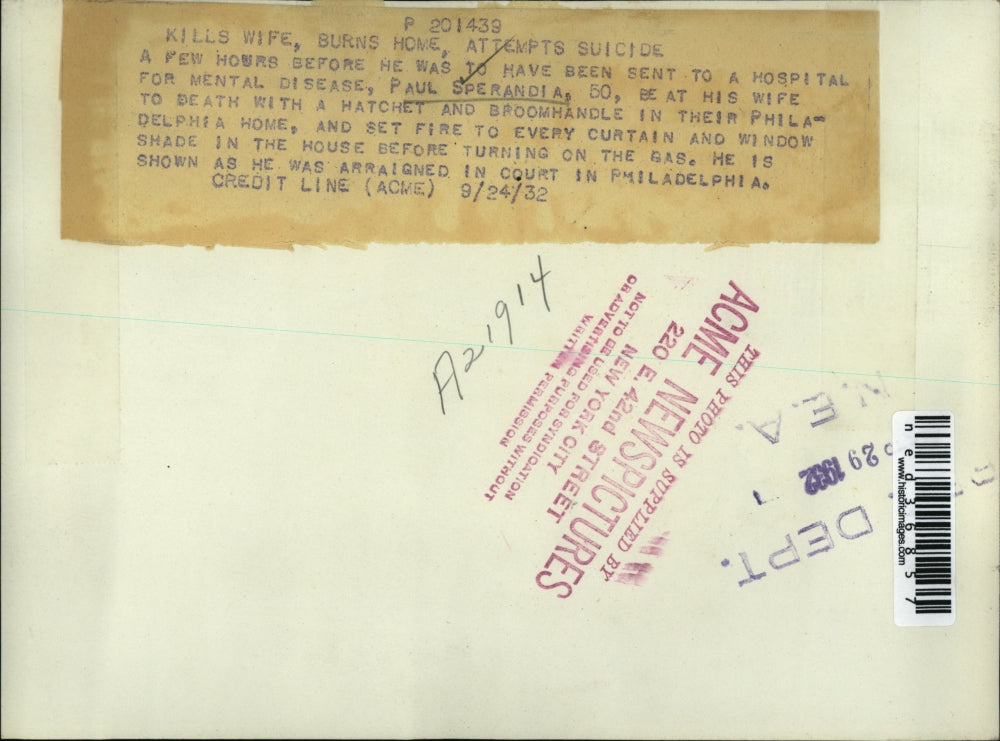 P 201439
KILLS WIFE, BURNS HOME, ATTEMPTS SUICIDE
A FEW HOURS BEFORE HE WAS TO HAVE BEEN SENT TO A HOSPITAL
FOR MENTAL DISEASE, PAUL SPERANDIA, 50, BEAT HIS WIFE
TO DEATH WITH A HATCHET AND BROOMHANDLE IN THEIR PHILA-
DELPHIA HOME, AND SET FIRE TO EVERY CURTAIN AND WINDOW
SHADE IN THE HOUSE BEFORE TURNING ON THE GAS. HE IS
SHOWN AS HE WAS ARRAIGNED IN COURT IN PHILADELPHIA.
CREDIT LINE (ACME) 9/24/32
A21914
THIS PHOTO IS SUPPLIED BY
ACME NEWSPICTURES
220 E. 42nd STREET
NEW YORK CITY
NOT TO BE USED FOR SYNDICATION
OR ADVERTISING PURPOSES WITHOUT
WRITTEN PERMISSION
N.E.A.
29 1932
DEPT.
www.historicimages.com
ned36857